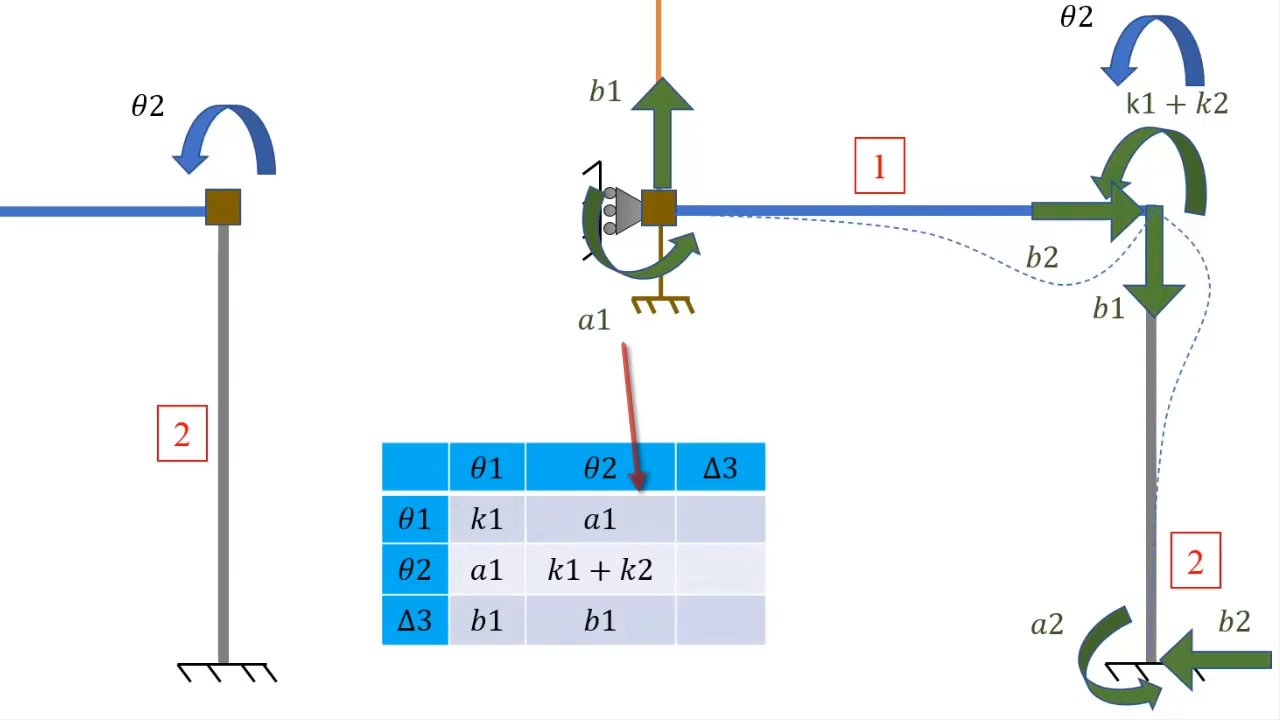 θ2
θ2
k1 + k2
b1
1
b2
b1
a1
2
θ1 θ2 Δ3
θ1 k1 a1
θ2 a1 k1 + k2
Δ3 b1 b1
2
a2
b2